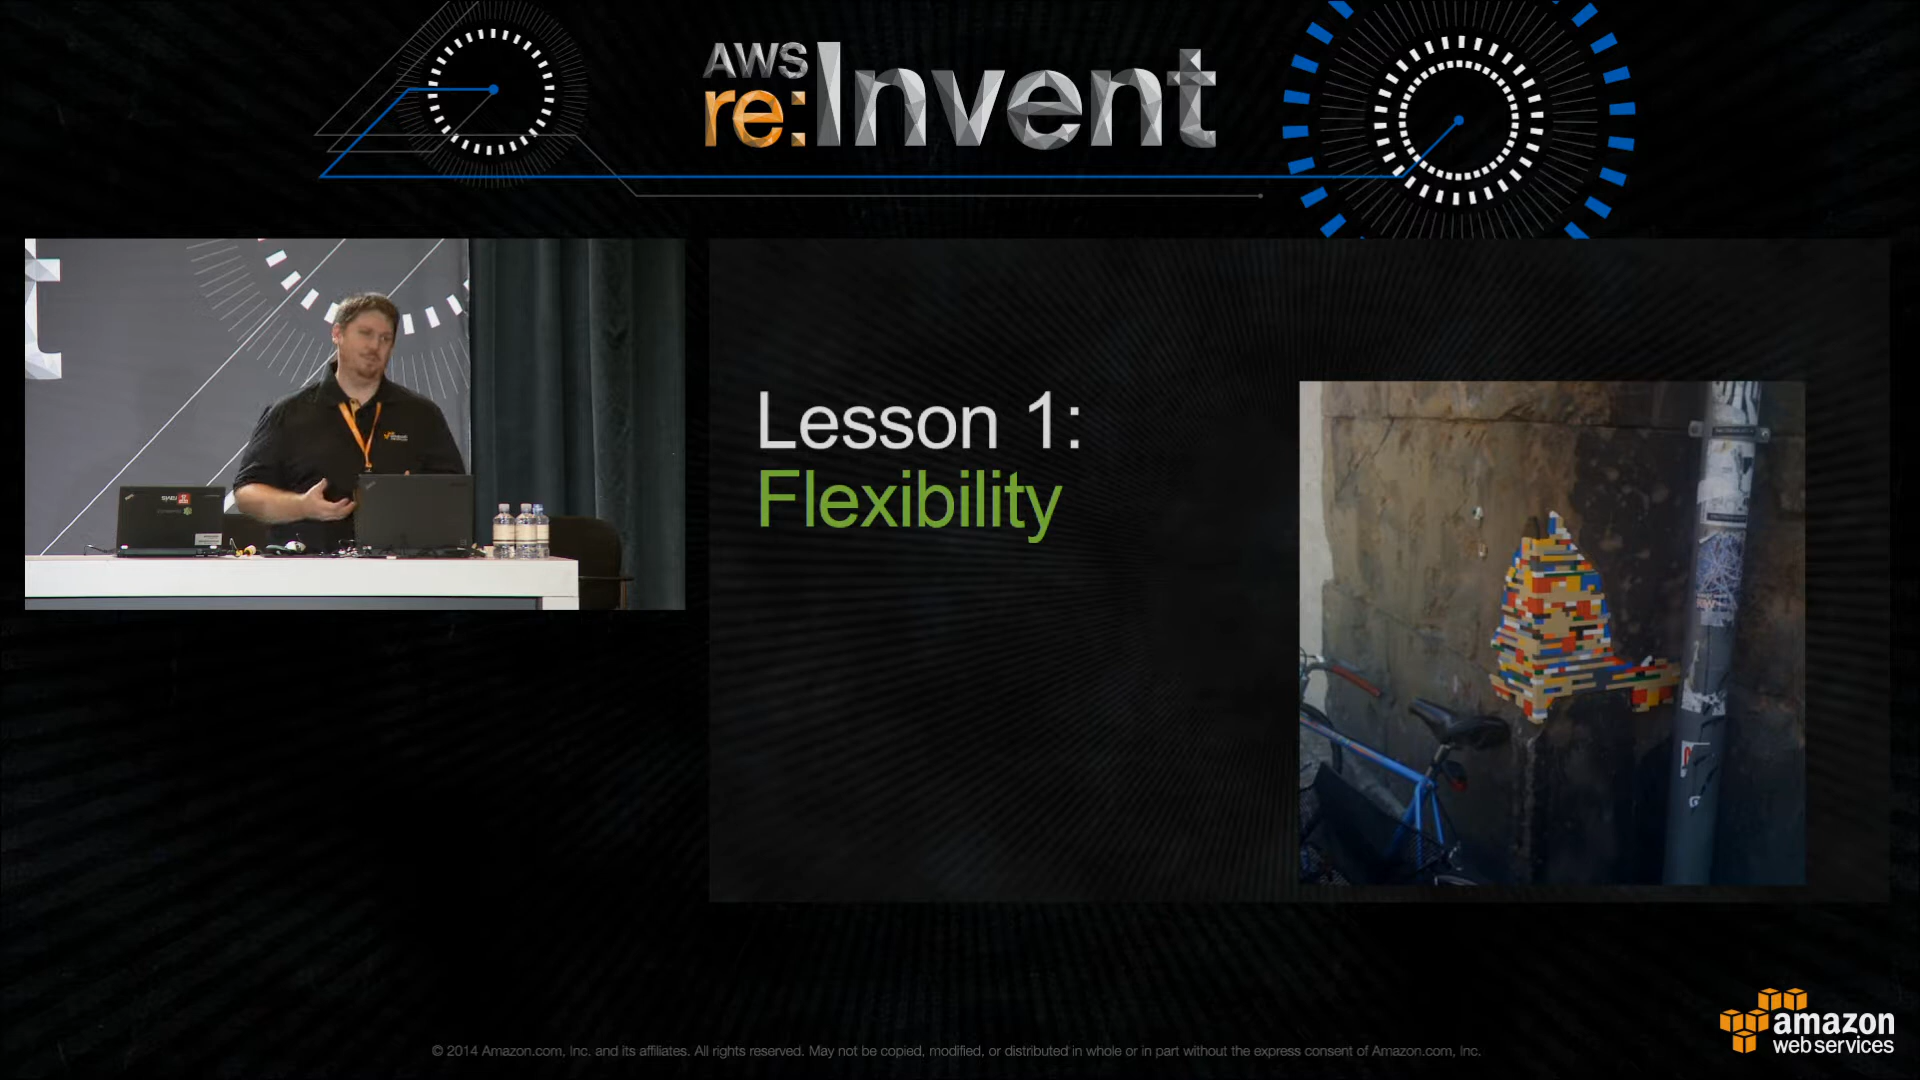 AWS
re:Invent
Lesson 1:
Flexibility
© 2014 Amazon.com, Inc. and its affiliates. All rights reserved. May not be copied, modified, or distributed in whole or in part without the express consent of Amazon.com, Inc.
amazon
web services